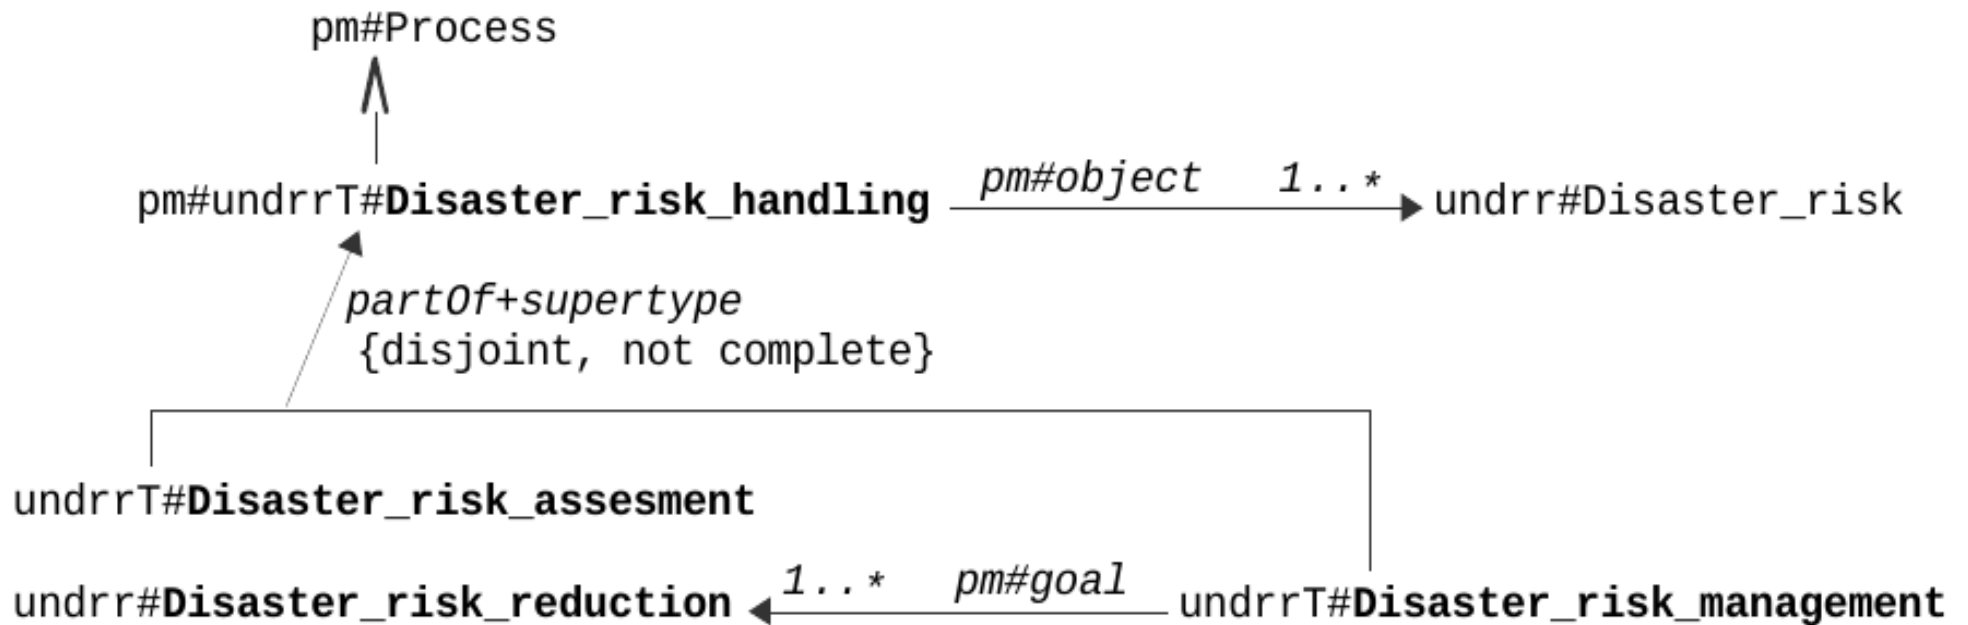 pm#Process
pm#undrrT#Disaster_risk_handling pm#object 1..* undrr#Disaster_risk
partOf+supertype
{disjoint, not complete}
undrrT#Disaster_risk_assesment
undrr#Disaster_risk_reduction 1..* pm#goal undrrT#Disaster_risk_management